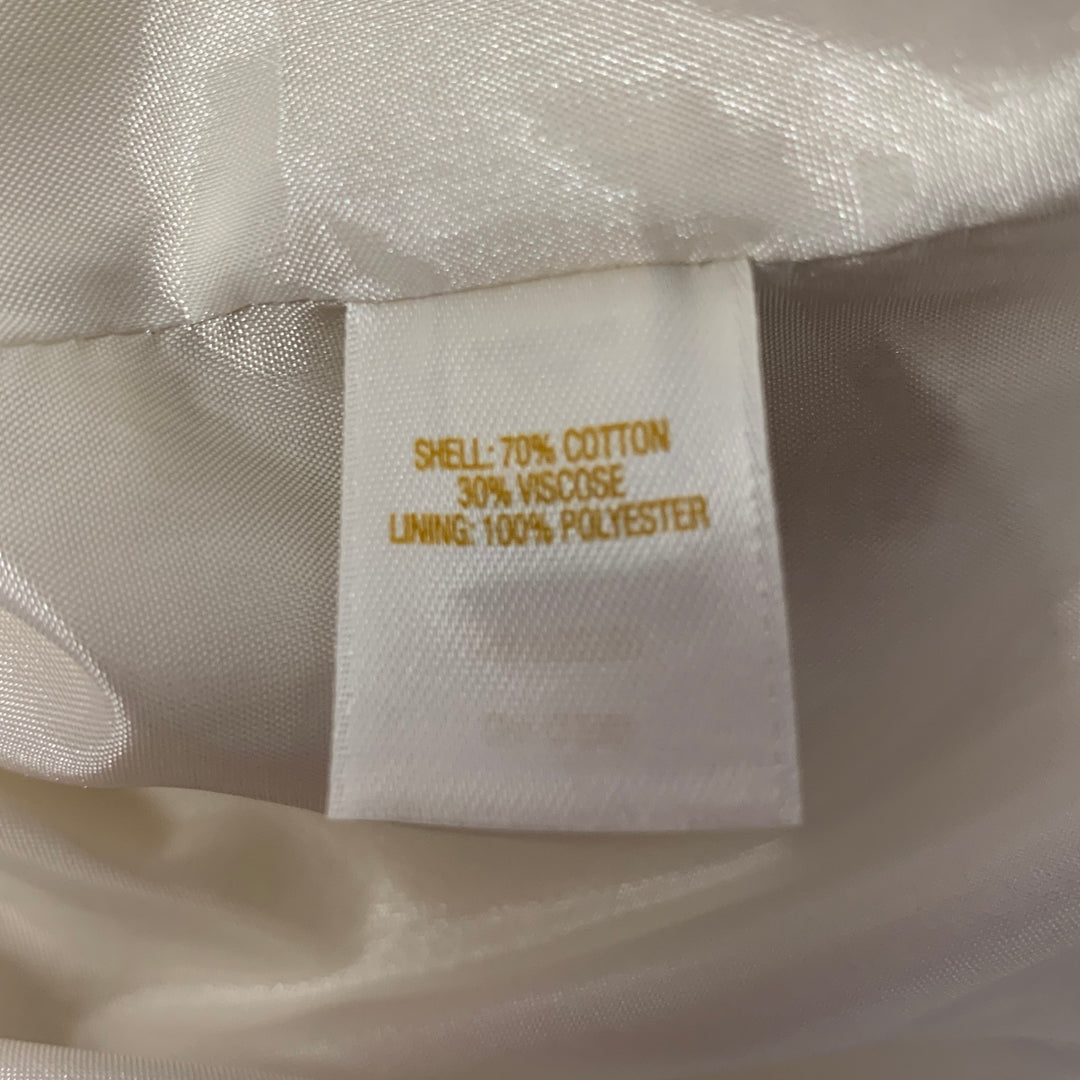 SHELL: 70% COTTON
30% VISCOSE
LINING: 100% POLYESTER